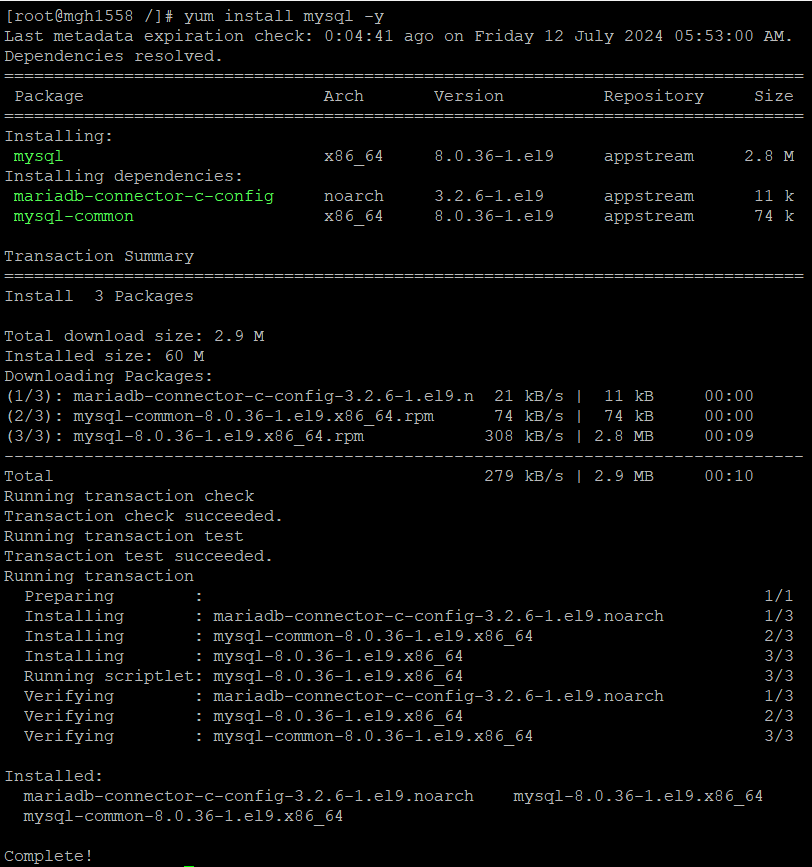 [root@mgh1558 /]# yum install mysql -y
Last metadata expiration check: 0:04:41 ago on Friday 12 July 2024 05:53:00 AM.
Dependencies resolved.
================================================================================
 Package                        Arch       Version          Repository     Size
================================================================================
Installing:
 mysql                          x86_64     8.0.36-1.el9     appstream     2.8 M
Installing dependencies:
 mariadb-connector-c-config     noarch     3.2.6-1.el9      appstream      11 k
 mysql-common                   x86_64     8.0.36-1.el9     appstream      74 k

Transaction Summary
================================================================================
Install  3 Packages

Total download size: 2.9 M
Installed size: 60 M
Downloading Packages:
(1/3): mariadb-connector-c-config-3.2.6-1.el9.n  21 kB/s |  11 kB     00:00
(2/3): mysql-common-8.0.36-1.el9.x86_64.rpm      74 kB/s |  74 kB     00:00
(3/3): mysql-8.0.36-1.el9.x86_64.rpm            308 kB/s | 2.8 MB     00:09
--------------------------------------------------------------------------------
Total                                           279 kB/s | 2.9 MB     00:10
Running transaction check
Transaction check succeeded.
Running transaction test
Transaction test succeeded.
Running transaction
  Preparing        :                                                        1/1
  Installing       : mariadb-connector-c-config-3.2.6-1.el9.noarch          1/3
  Installing       : mysql-common-8.0.36-1.el9.x86_64                       2/3
  Installing       : mysql-8.0.36-1.el9.x86_64                              3/3
  Running scriptlet: mysql-8.0.36-1.el9.x86_64                              3/3
  Verifying        : mariadb-connector-c-config-3.2.6-1.el9.noarch          1/3
  Verifying        : mysql-8.0.36-1.el9.x86_64                              2/3
  Verifying        : mysql-common-8.0.36-1.el9.x86_64                       3/3

Installed:
  mariadb-connector-c-config-3.2.6-1.el9.noarch    mysql-8.0.36-1.el9.x86_64
  mysql-common-8.0.36-1.el9.x86_64

Complete!